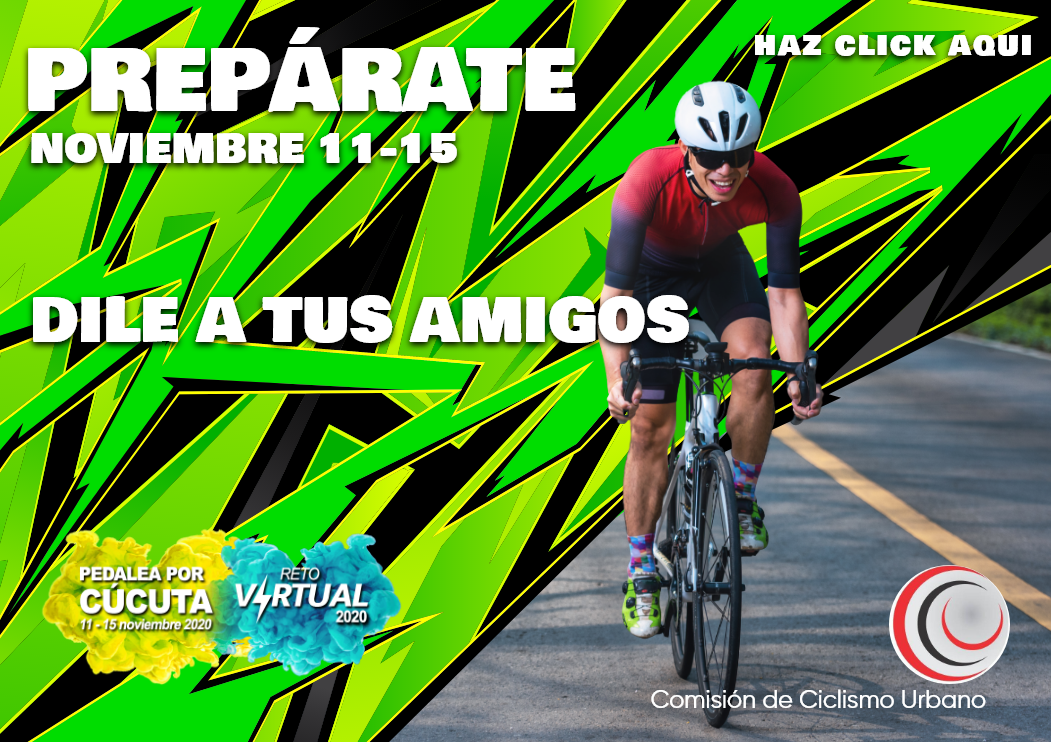 PREPÁRATE
HAZ CLICK AQUI
NOVIEMBRE 11-15
DILE A TUS AMIGOS
PEDALEA POR
CÚCUTA
11 - 15 noviembre 2020
RETO
VIRTUAL
2020
Comisión de Ciclismo Urbano